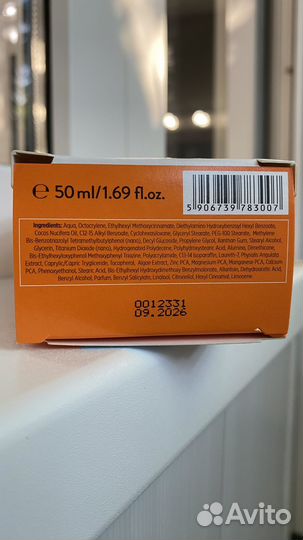 ℮ 50 ml/1.69 fl.oz.
5 906739 783007
Ingredients: Aqua, Octocrylene, Ethylhexyl Methoxycinnamate, Diethylamino Hydroxybenzoyl Hexyl Benzoate,
Cocos Nucifera Oil, C12-15 Alkyl Benzoate, Cyclohexasiloxane, Glyceryl Stearate, PEG-100 Stearate, Methylene
Bis-Benzotriazolyl Tetramethylbutylphenol (nano), Decyl Glucoside, Propylene Glycol, Xanthan Gum, Stearyl Alcohol,
Glycerin, Titanium Dioxide (nano), Hydrogenated Polydecene, Polyhydroxystearic Acid, Alumina, Dimethicone,
Bis-Ethylhexyloxyphenol Methoxyphenyl Triazine, Polyacrylamide, C13-14 Isoparaffin, Laureth-7, Physalis Angulata
Extract, Caprylic/Capric Triglyceride, Tocopherol, Algae Extract, Zinc PCA, Magnesium PCA, Manganese PCA, Calcium
PCA, Phenoxyethanol, Stearic Acid, Bis-Ethylhexyl Hydroxydimethoxy Benzylmalonate, Allantoin, Dehydroacetic Acid,
Benzyl Alcohol, Parfum, Benzyl Salicylate, Linalool, Citronellol, Hexyl Cinnamal, Limonene
0012331
09.2026
Avito